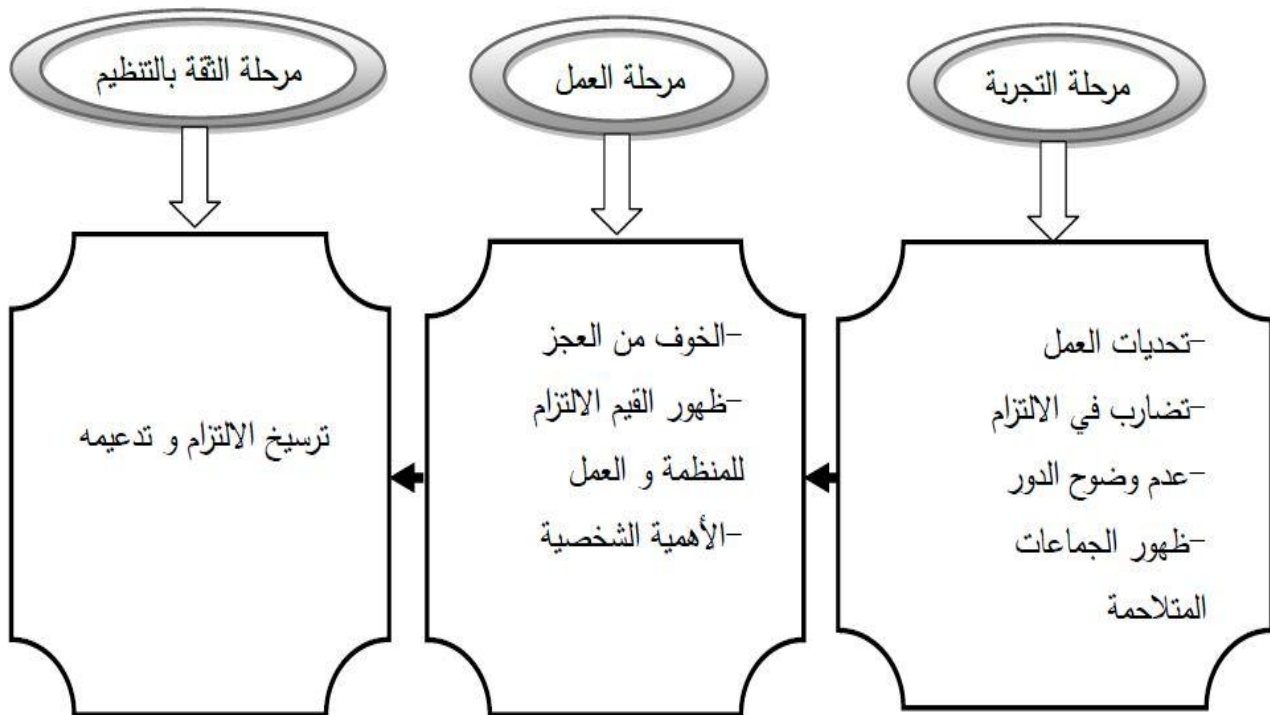 مرحلة التجربة
مرحلة العمل
مرحلة الثقة بالتنظيم
-تحديات العمل
-تضارب في الالتزام
-عدم وضوح الدور
-ظهور الجماعات
المتلاحمة
-الخوف من العجز
-ظهور القيم الالتزام
للمنظمة و العمل
-الأهمية الشخصية
ترسيخ الالتزام و تدعيمه